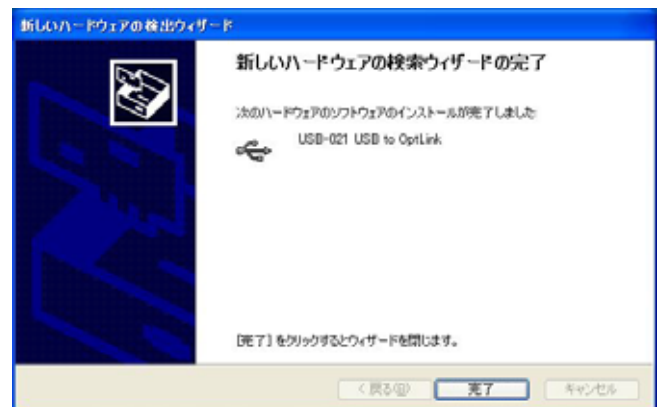 新しいハードウェアの検出ウィザード
新しいハードウェアの検索ウィザードの完了
次のハードウェアのソフトウェアのインストールが完了しました
USB-021 USB to OptLink
[完了] をクリックするとウィザードを閉じます。
< 戻る(B)
完了
キャンセル